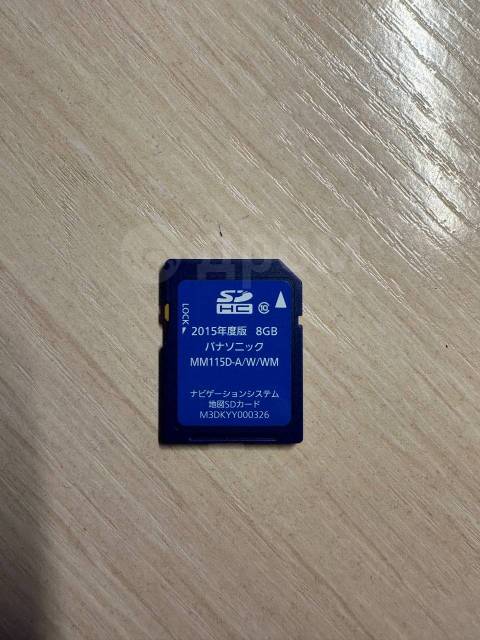 дром
SD
HC
10
LOCK
2015年度版 8GB
パナソニック
MM115D-A/W/WM
ナビゲーションシステム
地図SDカード
M3DKYY000326